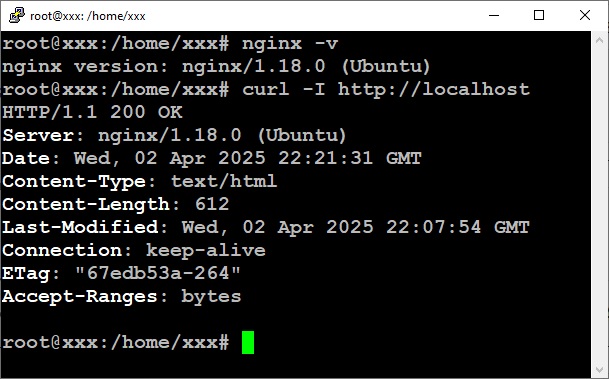 root@xxx: /home/xxx
root@xxx:/home/xxx# nginx -v
nginx version: nginx/1.18.0 (Ubuntu)
root@xxx:/home/xxx# curl -I http://localhost
HTTP/1.1 200 OK
Server: nginx/1.18.0 (Ubuntu)
Date: Wed, 02 Apr 2025 22:21:31 GMT
Content-Type: text/html
Content-Length: 612
Last-Modified: Wed, 02 Apr 2025 22:07:54 GMT
Connection: keep-alive
ETag: "67edb53a-264"
Accept-Ranges: bytes
root@xxx:/home/xxx#